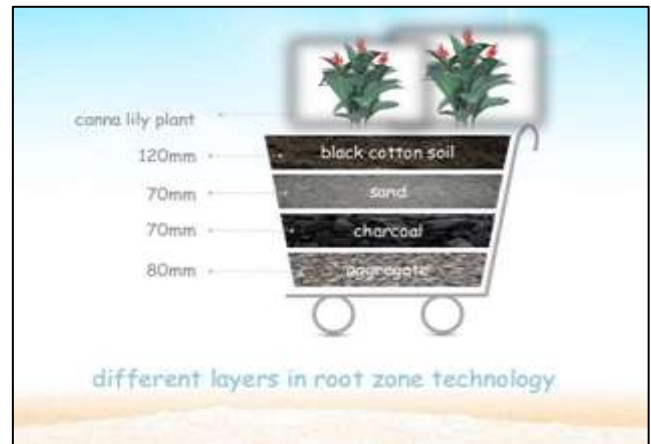 canna lily plant
120mm
black cotton soil
70mm
sand
70mm
charcoal
80mm
aggregate
different layers in root zone technology